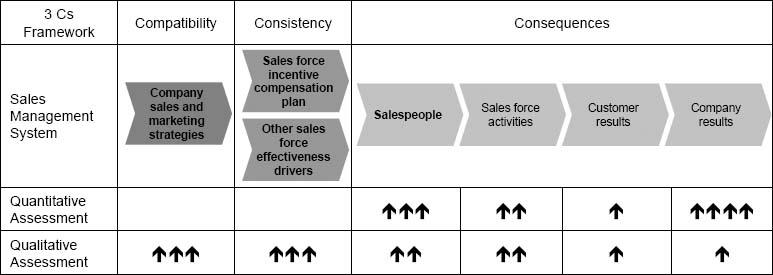 3 Cs
Framework
Compatibility
Consistency
Consequences
Sales
Management
System
Company
sales and
marketing
strategies
Sales force
incentive
compensation
plan
Other sales
force
effectiveness
drivers
Salespeople
Sales force
activities
Customer
results
Company
results
Quantitative
Assessment
Qualitative
Assessment